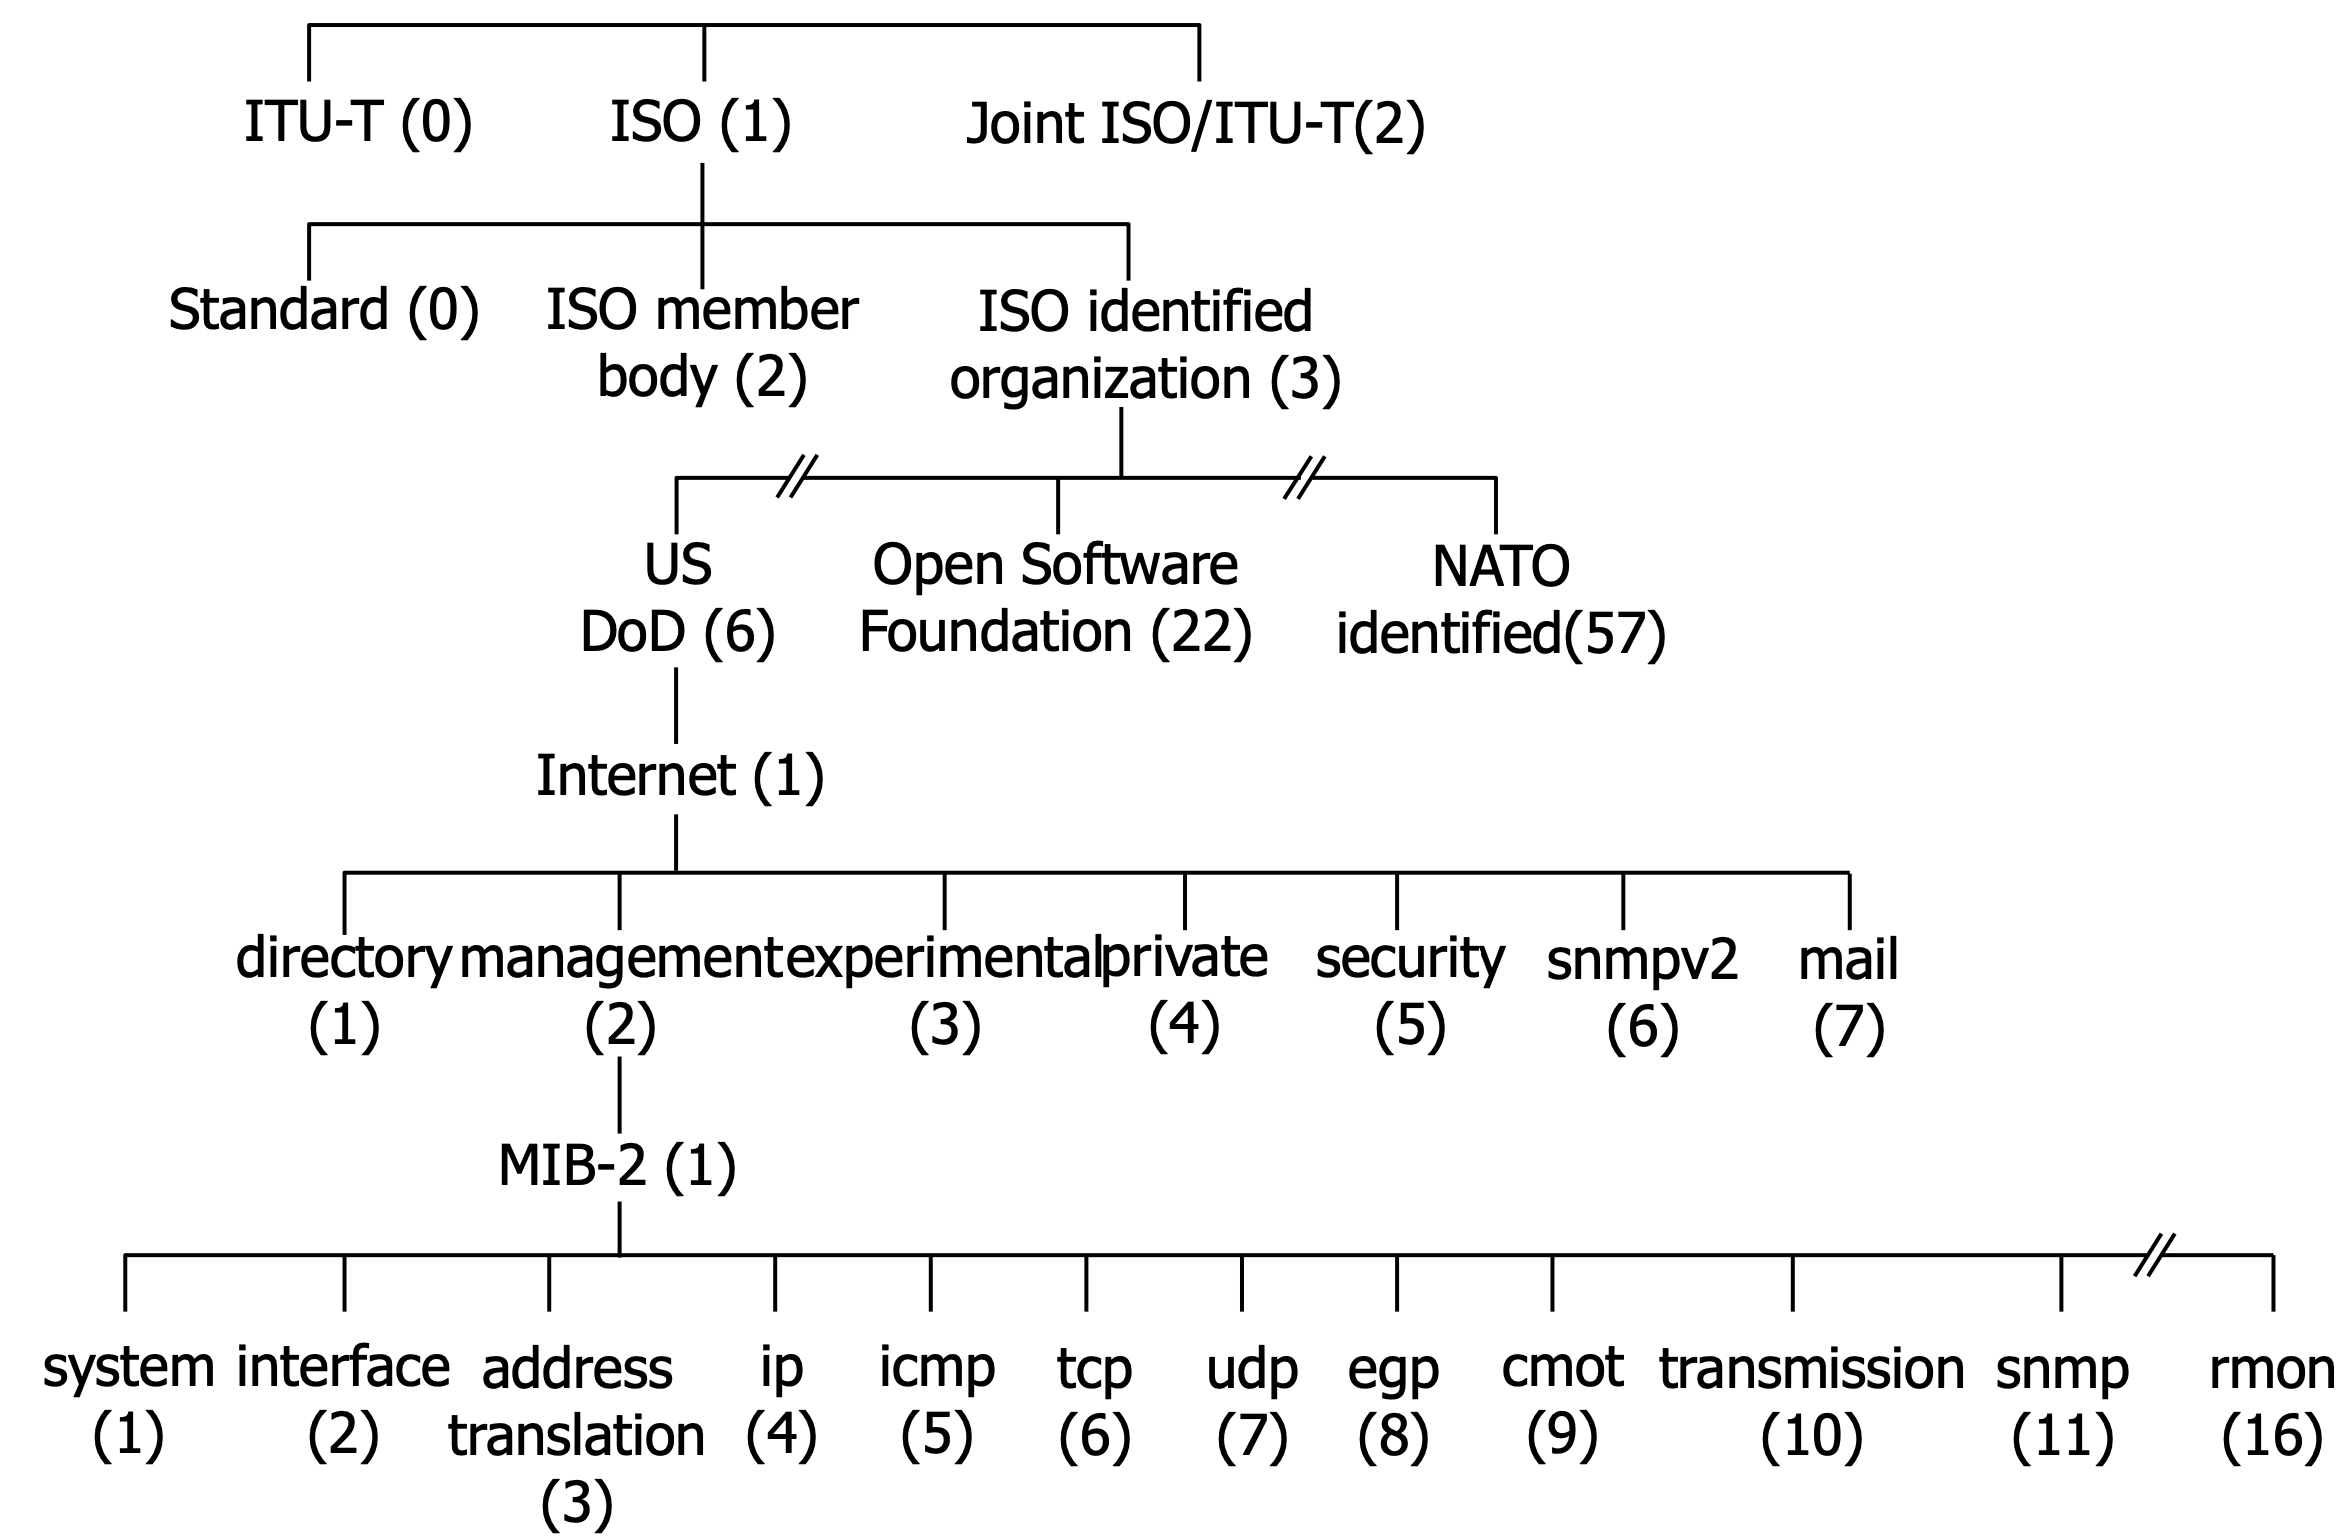 ITU-T (0) ISO (1) Joint ISO/ITU-T(2)
Standard (0) ISO member ISO identified
body (2) organization (3)
US Open Software NATO
DoD (6) Foundation (22) identified(57)
Internet (1)
directory management experimental private security snmpv2 mail
(1) (2) (3) (4) (5) (6) (7)
MIB-2 (1)
system interface address ip icmp tcp udp egp cmot transmission snmp rmon
(1) (2) translation (4) (5) (6) (7) (8) (9) (10) (11) (16)
(3)